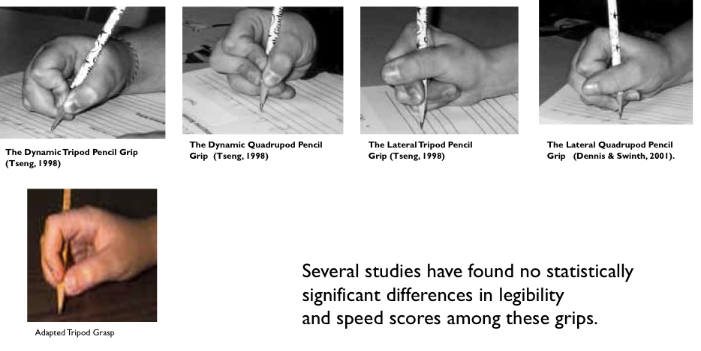 The Dynamic Tripod Pencil Grip
(Tseng, 1998)
The Dynamic Quadrupod Pencil
Grip (Tseng, 1998)
The Lateral Tripod Pencil
Grip (Tseng, 1998)
The Lateral Quadrupod Pencil
Grip (Dennis & Swinth, 2001).
Adapted Tripod Grasp
Several studies have found no statistically
significant differences in legibility
and speed scores among these grips.